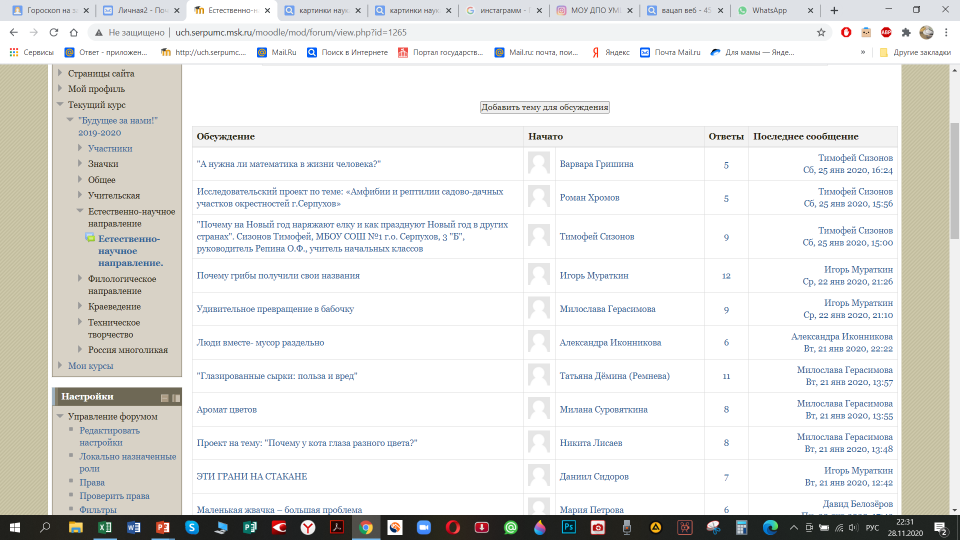 Гороскоп на за
Личная2 - Поч
Естественно-н
картинки наук
картинки наук
инстаграмм - П
МОУ ДПО УМЦ
вацап веб - 45
WhatsApp
Не защищено | uch.serpumc.msk.ru/moodle/mod/forum/view.php?id=1265
Сервисы
Ответ - приложен...
http://uch.serpumc....
Mail.Ru
Поиск в Интернете
Портал государств...
Mail.ru: почта, пои...
Яндекс
Почта Mail.ru
Для мамы — Янде...
»
Другие закладки
Страницы сайта
Мой профиль
Текущий курс
"Будущее за нами!"
2019-2020
Участники
Значки
Общее
Учительская
Естественно-научное
направление
Естественно-
научное
направление.
Филологическое
направление
Краеведение
Техническое
творчество
Россия многоликая
Мои курсы
Настройки
Управление форумом
Редактировать
настройки
Локально назначенные
роли
Права
Проверить права
Фильтры
Добавить тему для обсуждения
Обсуждение Начато Ответы Последнее сообщение
"А нужна ли математика в жизни человека?" Варвара Гришина 5 Тимофей Сизонов
Сб, 25 янв 2020, 16:24
Исследовательский проект по теме: «Амфибии и рептилии садово-дачных
участков окрестностей г.Серпухов» Роман Хромов 5 Тимофей Сизонов
Сб, 25 янв 2020, 15:56
"Почему на Новый год наряжают елку и как празднуют Новый год в других
странах". Сизонов Тимофей, МБОУ СОШ №1 г.о. Серпухов, 3 "Б",
руководитель Репина О.Ф., учитель начальных классов Тимофей Сизонов 9 Тимофей Сизонов
Сб, 25 янв 2020, 15:00
Почему грибы получили свои названия Игорь Мураткин 12 Игорь Мураткин
Ср, 22 янв 2020, 21:26
Удивительное превращение в бабочку Милослава Герасимова 9 Игорь Мураткин
Ср, 22 янв 2020, 21:10
Люди вместе- мусор раздельно Александра Иконникова 6 Александра Иконникова
Вт, 21 янв 2020, 22:22
"Глазированные сырки: польза и вред" Татьяна Дёмина (Ремнева) 11 Милослава Герасимова
Вт, 21 янв 2020, 13:57
Аромат цветов Милана Суровяткина 8 Милослава Герасимова
Вт, 21 янв 2020, 13:55
Проект на тему: "Почему у кота глаза разного цвета?" Никита Лисаев 8 Милослава Герасимова
Вт, 21 янв 2020, 13:48
ЭТИ ГРАНИ НА СТАКАНЕ Даниил Сидоров 7 Игорь Мураткин
Вт, 21 янв 2020, 12:42
Маленькая жвачка – большая проблема Мария Петрова 6 Давид Белозёров
РУС
22:31
28.11.2020
2